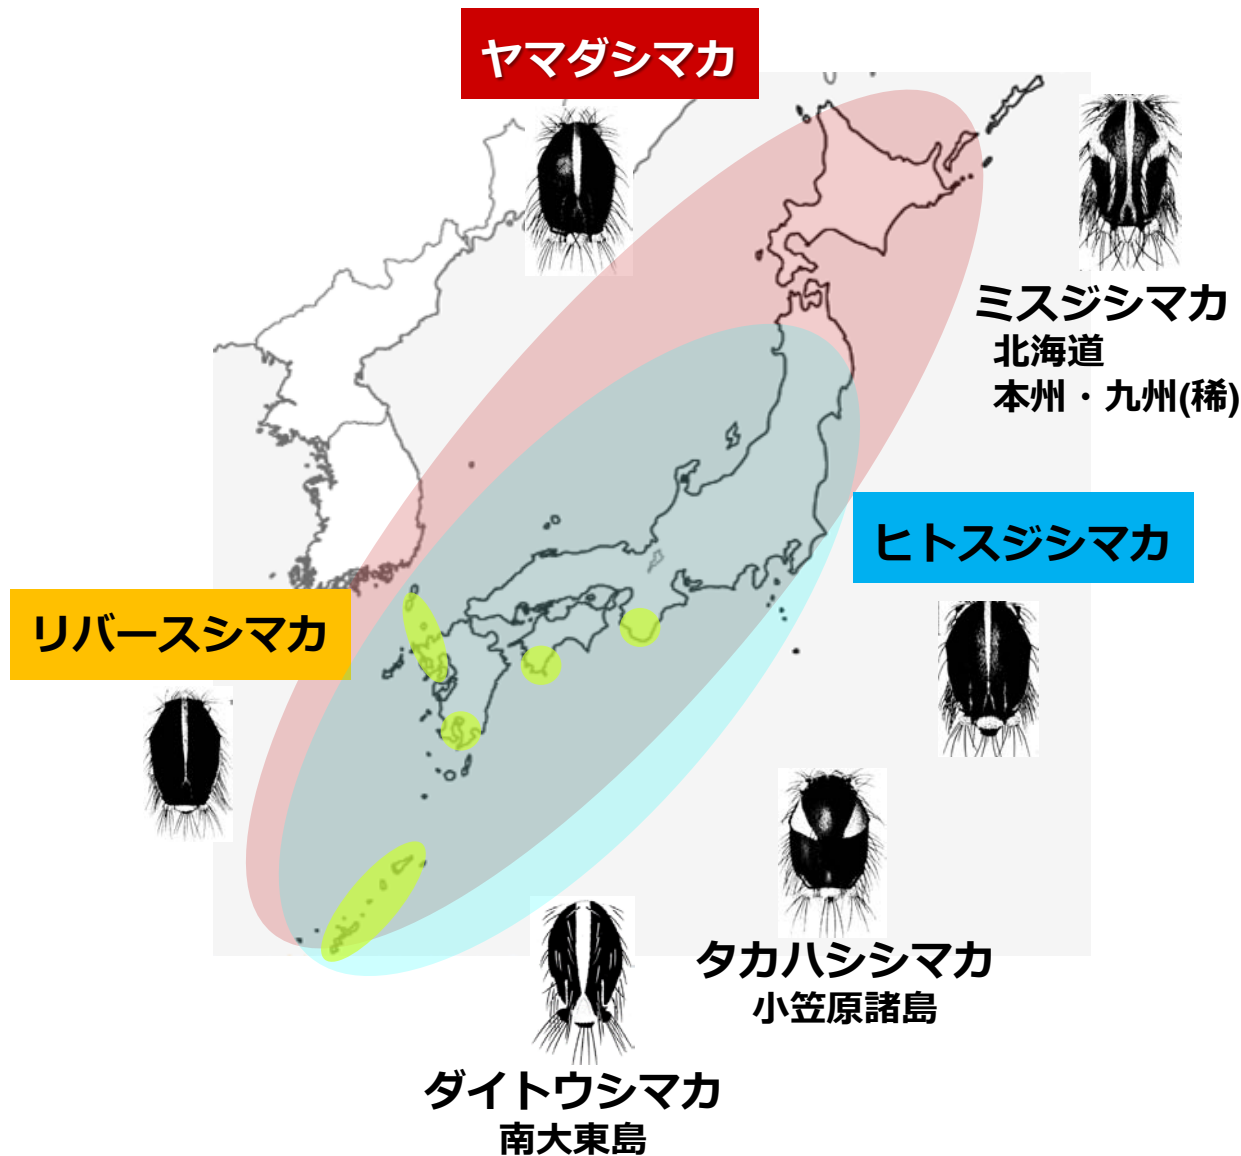 ヤマダシマカ
ミスジシマカ
北海道
本州・九州(稀)
ヒトスジシマカ
リバースシマカ
タカハシシマカ
小笠原諸島
ダイトウシマカ
南大東島